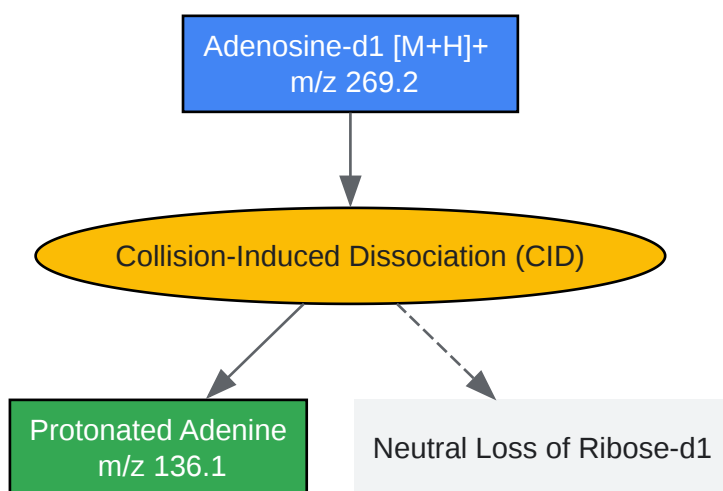 Adenosine-d1 [M+H]+
m/z 269.2
Collision-Induced Dissociation (CID)
Protonated Adenine
m/z 136.1
Neutral Loss of Ribose-d1